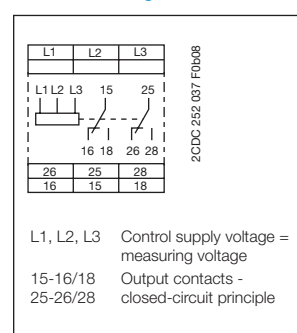 L1 L2 L3
L1 L2 L3 15 25
16 18 26 28
26 25 28
16 15 18
2CDC 252 037 F0b08
L1, L2, L3 Control supply voltage =
measuring voltage
15-16/18 Output contacts -
25-26/28 closed-circuit principle